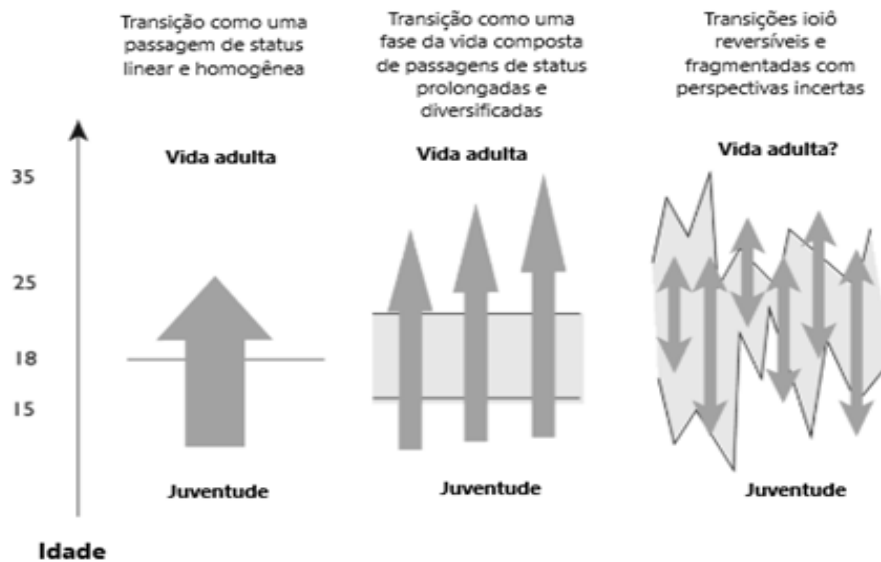 Transição como uma
passagem de status
linear e homogênea
Transição como uma
fase da vida composta
de passagens de status
prolongadas e
diversificadas
Transições ioiô
reversíveis e
fragmentadas com
perspectivas incertas
Vida adulta
Vida adulta
Vida adulta?
35
25
18
15
Juventude
Juventude
Juventude
Idade